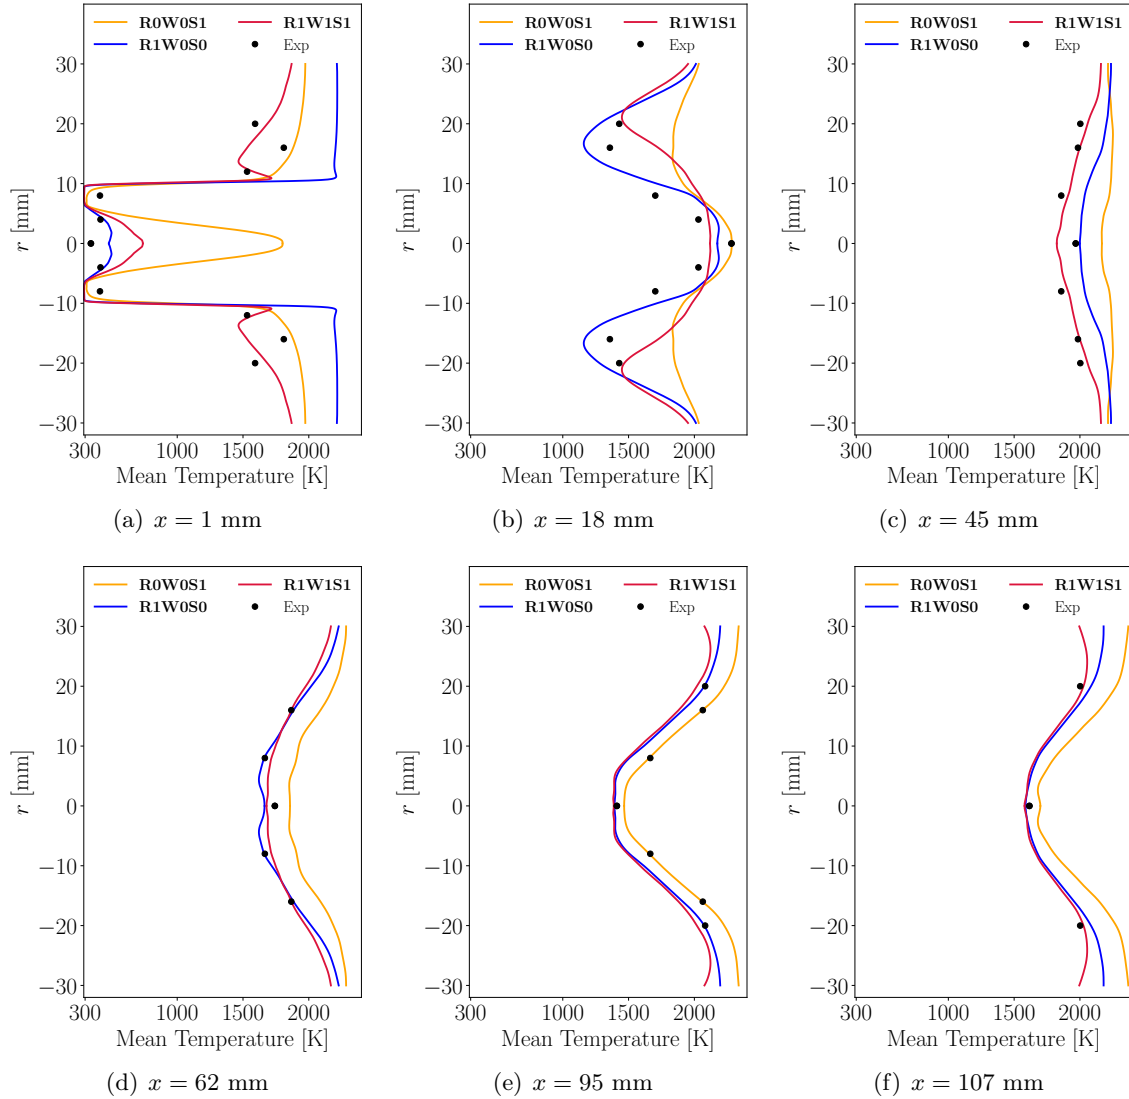 R0W0S1 R1W1S1
R1W0S0 Exp
30
20
10
0
−10
−20
−30
r [mm]
300 1000 1500 2000
Mean Temperature [K]
(a) x = 1 mm
R0W0S1 R1W1S1
R1W0S0 Exp
30
20
10
0
−10
−20
−30
r [mm]
300 1000 1500 2000
Mean Temperature [K]
(b) x = 18 mm
R0W0S1 R1W1S1
R1W0S0 Exp
30
20
10
0
−10
−20
−30
r [mm]
300 1000 1500 2000
Mean Temperature [K]
(c) x = 45 mm
R0W0S1 R1W1S1
R1W0S0 Exp
30
20
10
0
−10
−20
−30
r [mm]
300 1000 1500 2000
Mean Temperature [K]
(d) x = 62 mm
R0W0S1 R1W1S1
R1W0S0 Exp
30
20
10
0
−10
−20
−30
r [mm]
300 1000 1500 2000
Mean Temperature [K]
(e) x = 95 mm
R0W0S1 R1W1S1
R1W0S0 Exp
30
20
10
0
−10
−20
−30
r [mm]
300 1000 1500 2000
Mean Temperature [K]
(f) x = 107 mm